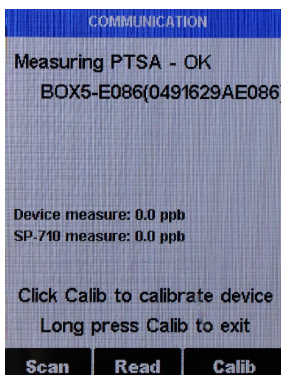 COMMUNICATION
Measuring PTSA - OK
BOX5-E086(0491629AE086)
Device measure: 0.0 ppb
SP-710 measure: 0.0 ppb
Click Calib to calibrate device
Long press Calib to exit
Scan Read Calib